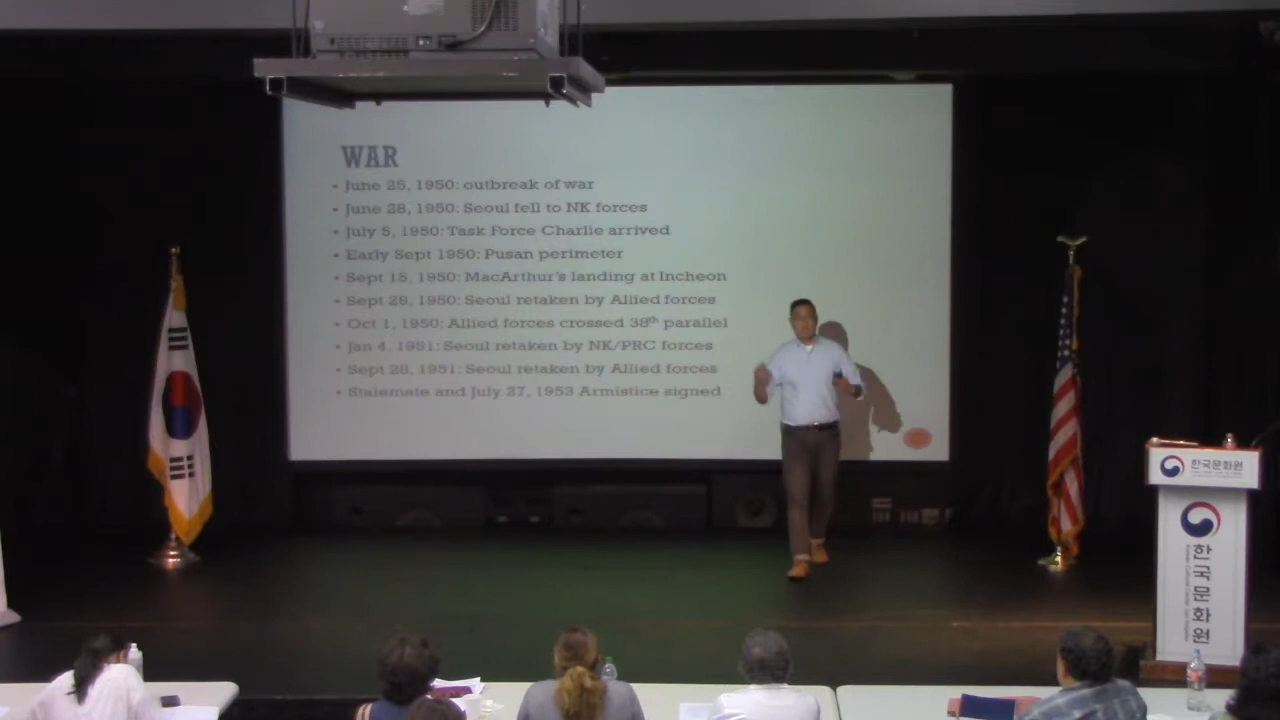 WAR
• June 25, 1950: outbreak of war
• June 28, 1950: Seoul fell to NK forces
• July 5, 1950: Task Force Charlie arrived
• Early Sept 1950: Pusan perimeter
• Sept 15, 1950: MacArthur's landing at Incheon
• Sept 28, 1950: Seoul retaken by Allied forces
• Oct 1, 1950: Allied forces crossed 38th parallel
• Jan 4, 1951: Seoul retaken by NK/PRC forces
• Sept 28, 1951: Seoul retaken by Allied forces
• Stalemate and July 27, 1953 Armistice signed
한국문화원
한국문화원